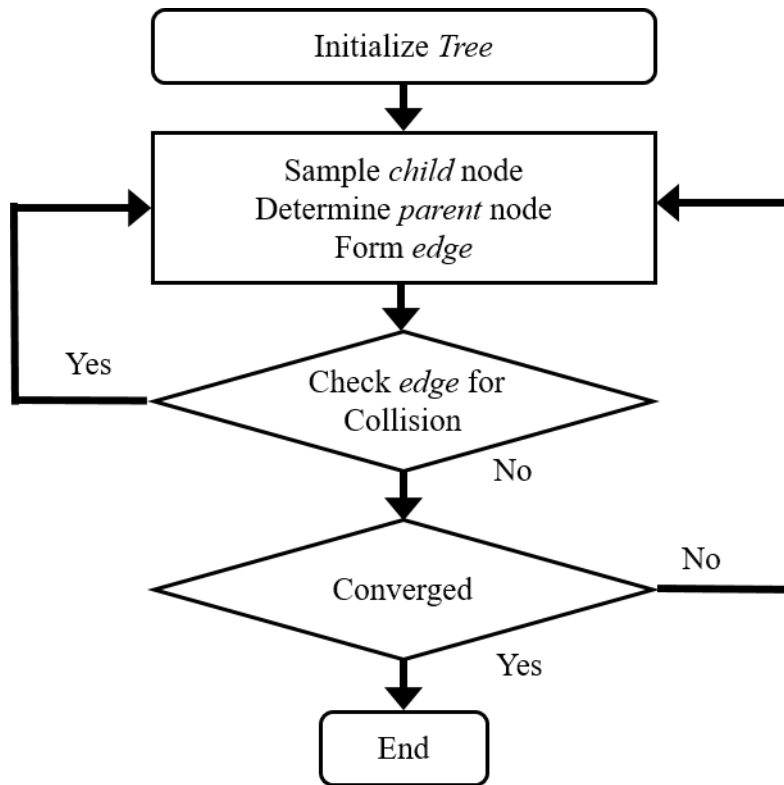 Initialize Tree
Sample child node
Determine parent node
Form edge
Yes
Check edge for
Collision
No
Converged
No
Yes
End